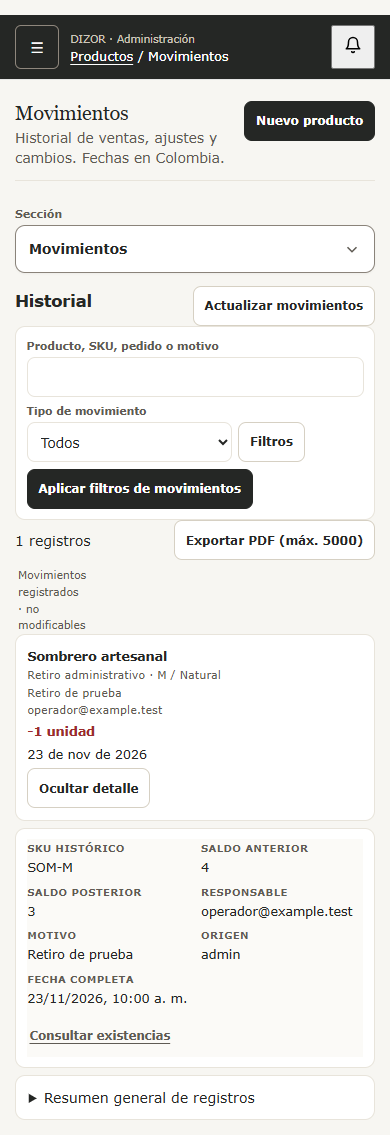 ☰
DIZOR · Administración
Productos / Movimientos
Movimientos
Historial de ventas, ajustes y
cambios. Fechas en Colombia.
Nuevo producto
Sección
Movimientos
Historial
Actualizar movimientos
Producto, SKU, pedido o motivo
Tipo de movimiento
Todos
Filtros
Aplicar filtros de movimientos
1 registros
Exportar PDF (máx. 5000)
Movimientos
registrados
· no
modificables
Sombrero artesanal
Retiro administrativo · M / Natural
Retiro de prueba
operador@example.test
-1 unidad
23 de nov de 2026
Ocultar detalle
SKU HISTÓRICO
SOM-M
SALDO ANTERIOR
4
SALDO POSTERIOR
3
RESPONSABLE
operador@example.test
MOTIVO
Retiro de prueba
ORIGEN
admin
FECHA COMPLETA
23/11/2026, 10:00 a. m.
Consultar existencias
▶ Resumen general de registros